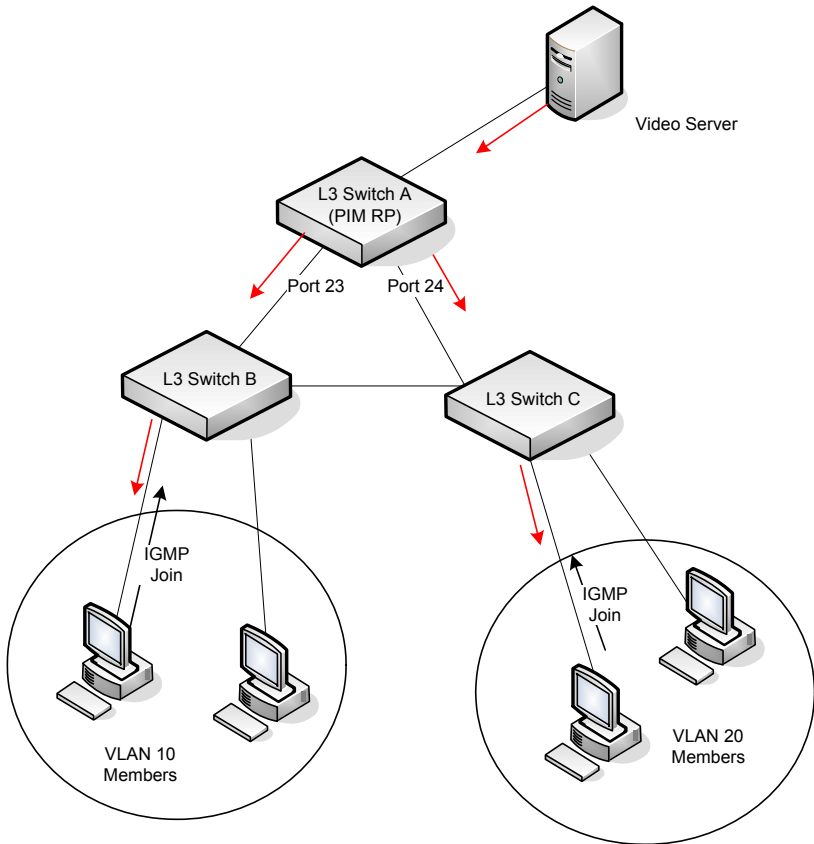 Video Server
L3 Switch A
(PIM RP)
Port 23
Port 24
L3 Switch B
L3 Switch C
IGMP
Join
IGMP
Join
VLAN 10
Members
VLAN 20
Members